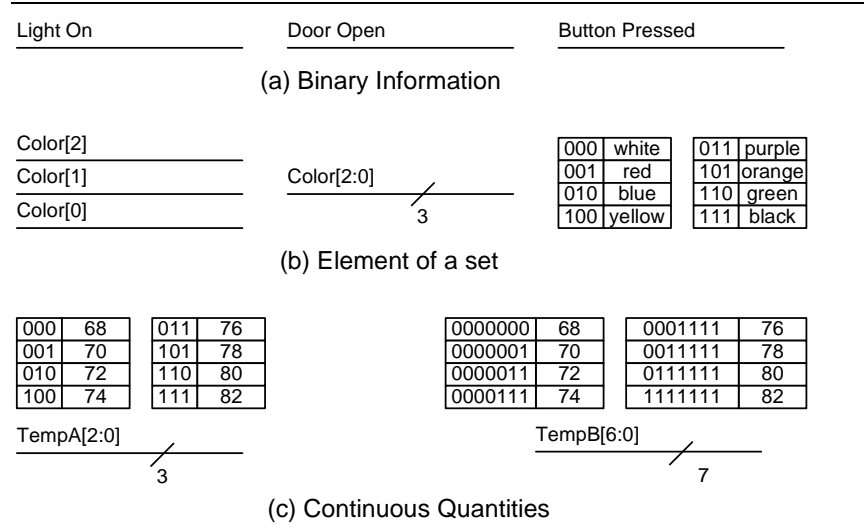 Light On Door Open Button Pressed
(a) Binary Information
Color[2]
Color[1]
Color[0]
Color[2:0]
3
000 white 011 purple
001 red 101 orange
010 blue 110 green
100 yellow 111 black
(b) Element of a set
000 68 011 76
001 70 101 78
010 72 110 80
100 74 111 82
TempA[2:0]
3
0000000 68 0001111 76
0000001 70 0011111 78
0000011 72 0111111 80
0000111 74 1111111 82
TempB[6:0]
7
(c) Continuous Quantities